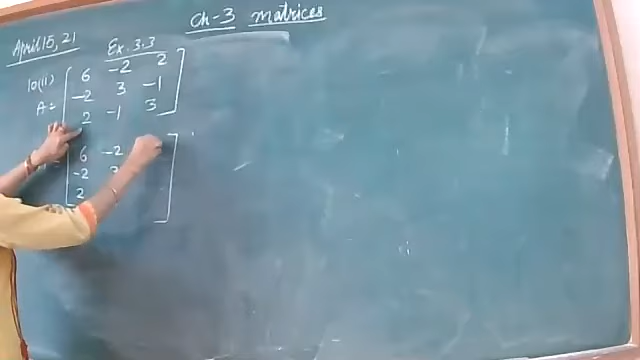 Ch-3 Matrices
April 15, 21 Ex. 3.3
10(ii)
6 -2 2
A = -2 3 -1
2 -1 3
6 -2
-2 3
2